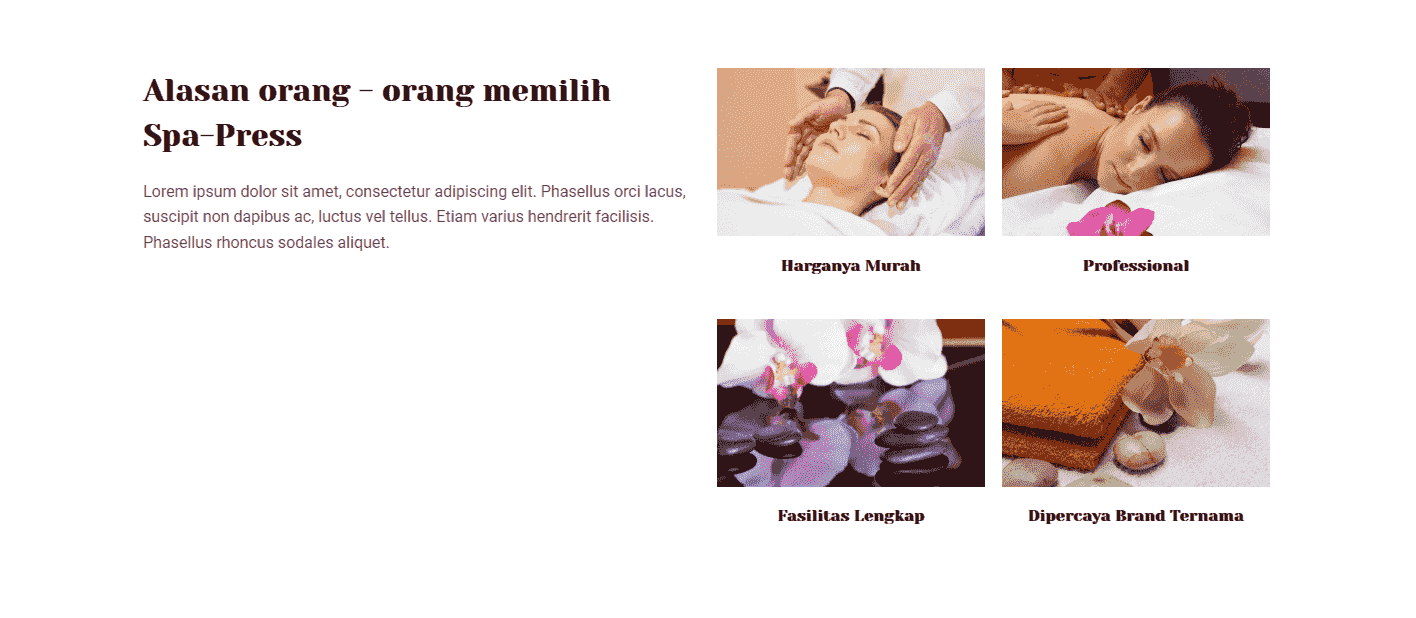 Alasan orang - orang memilih
Spa-Press
Lorem ipsum dolor sit amet, consectetur adipiscing elit. Phasellus orci lacus,
suscipit non dapibus ac, luctus vel tellus. Etiam varius hendrerit facilisis.
Phasellus rhoncus sodales aliquet.
Harganya Murah
Professional
Fasilitas Lengkap
Dipercaya Brand Ternama